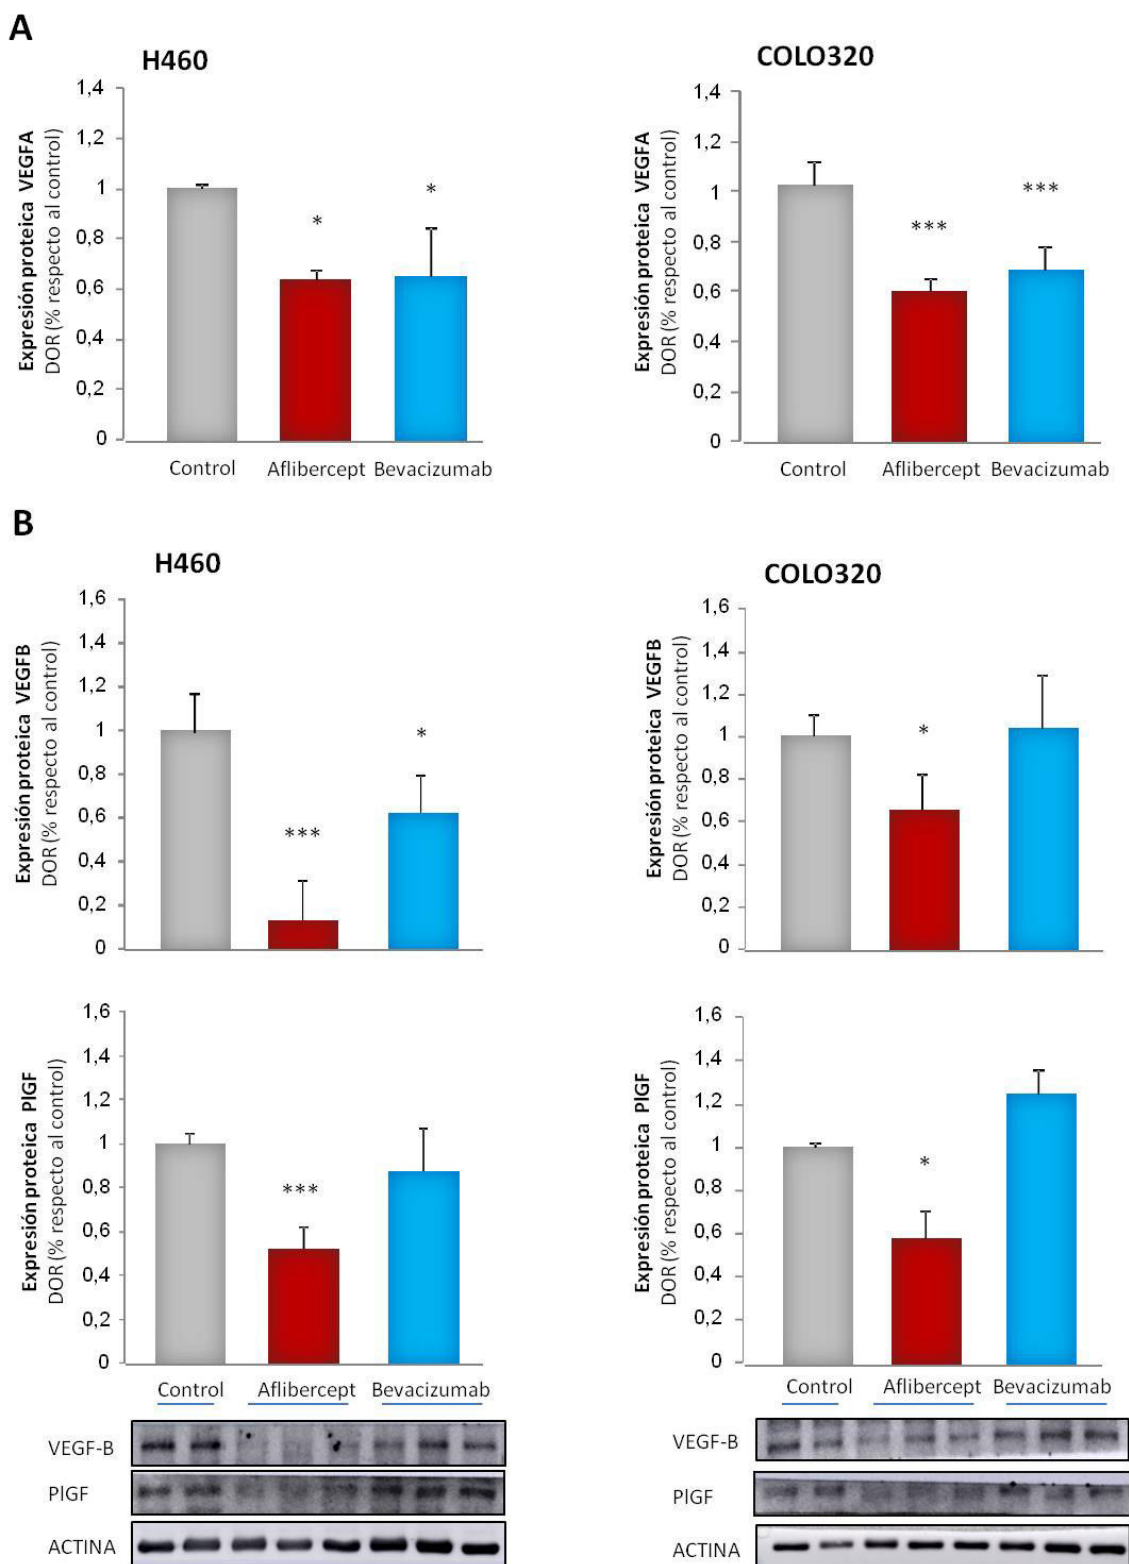 A
H460
Expresión proteica VEGFA
DOR (% respecto al control)
1,4
1,2
1
0,8
0,6
0,4
0,2
0
*
*
Control
Aflibercept
Bevacizumab
COLO320
Expresión proteica VEGFA
DOR (% respecto al control)
1,4
1,2
1
0,8
0,6
0,4
0,2
0
***
***
Control
Aflibercept
Bevacizumab
B
H460
Expresión proteica VEGFB
DOR (% respecto al control)
1,6
1,4
1,2
1
0,8
0,6
0,4
0,2
0
***
*
COLO320
Expresión proteica VEGFB
DOR (% respecto al control)
1,6
1,4
1,2
1
0,8
0,6
0,4
0,2
0
*
Expresión proteica PlGF
DOR (% respecto al control)
1,6
1,4
1,2
1
0,8
0,6
0,4
0,2
0
***
Control
Aflibercept
Bevacizumab
VEGF-B
PlGF
ACTINA
Expresión proteica PlGF
DOR (% respecto al control)
1,6
1,4
1,2
1
0,8
0,6
0,4
0,2
0
*
Control
Aflibercept
Bevacizumab
VEGF-B
PlGF
ACTINA